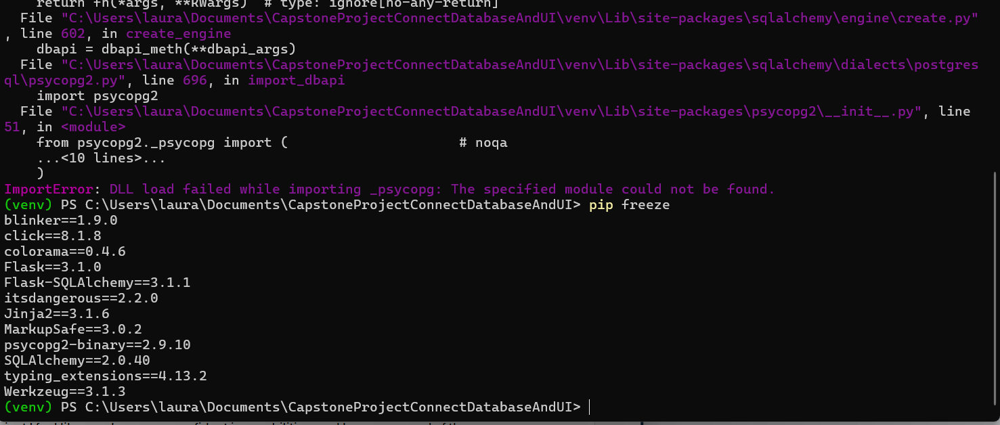 return fn(*args, **kwargs)  # type: ignore[no-any-return]
  File "C:\Users\laura\Documents\CapstoneProjectConnectDatabaseAndUI\venv\Lib\site-packages\sqlalchemy\engine\create.py"
, line 602, in create_engine
    dbapi = dbapi_meth(**dbapi_args)
  File "C:\Users\laura\Documents\CapstoneProjectConnectDatabaseAndUI\venv\Lib\site-packages\sqlalchemy\dialects\postgres
ql\psycopg2.py", line 696, in import_dbapi
    import psycopg2
  File "C:\Users\laura\Documents\CapstoneProjectConnectDatabaseAndUI\venv\Lib\site-packages\psycopg2\__init__.py", line
51, in <module>
    from psycopg2._psycopg import (                     # noqa
    ...<10 lines>...
    )
ImportError: DLL load failed while importing _psycopg: The specified module could not be found.
(venv) PS C:\Users\laura\Documents\CapstoneProjectConnectDatabaseAndUI> pip freeze
blinker==1.9.0
click==8.1.8
colorama==0.4.6
Flask==3.1.0
Flask-SQLAlchemy==3.1.1
itsdangerous==2.2.0
Jinja2==3.1.6
MarkupSafe==3.0.2
psycopg2-binary==2.9.10
SQLAlchemy==2.0.40
typing_extensions==4.13.2
Werkzeug==3.1.3
(venv) PS C:\Users\laura\Documents\CapstoneProjectConnectDatabaseAndUI>